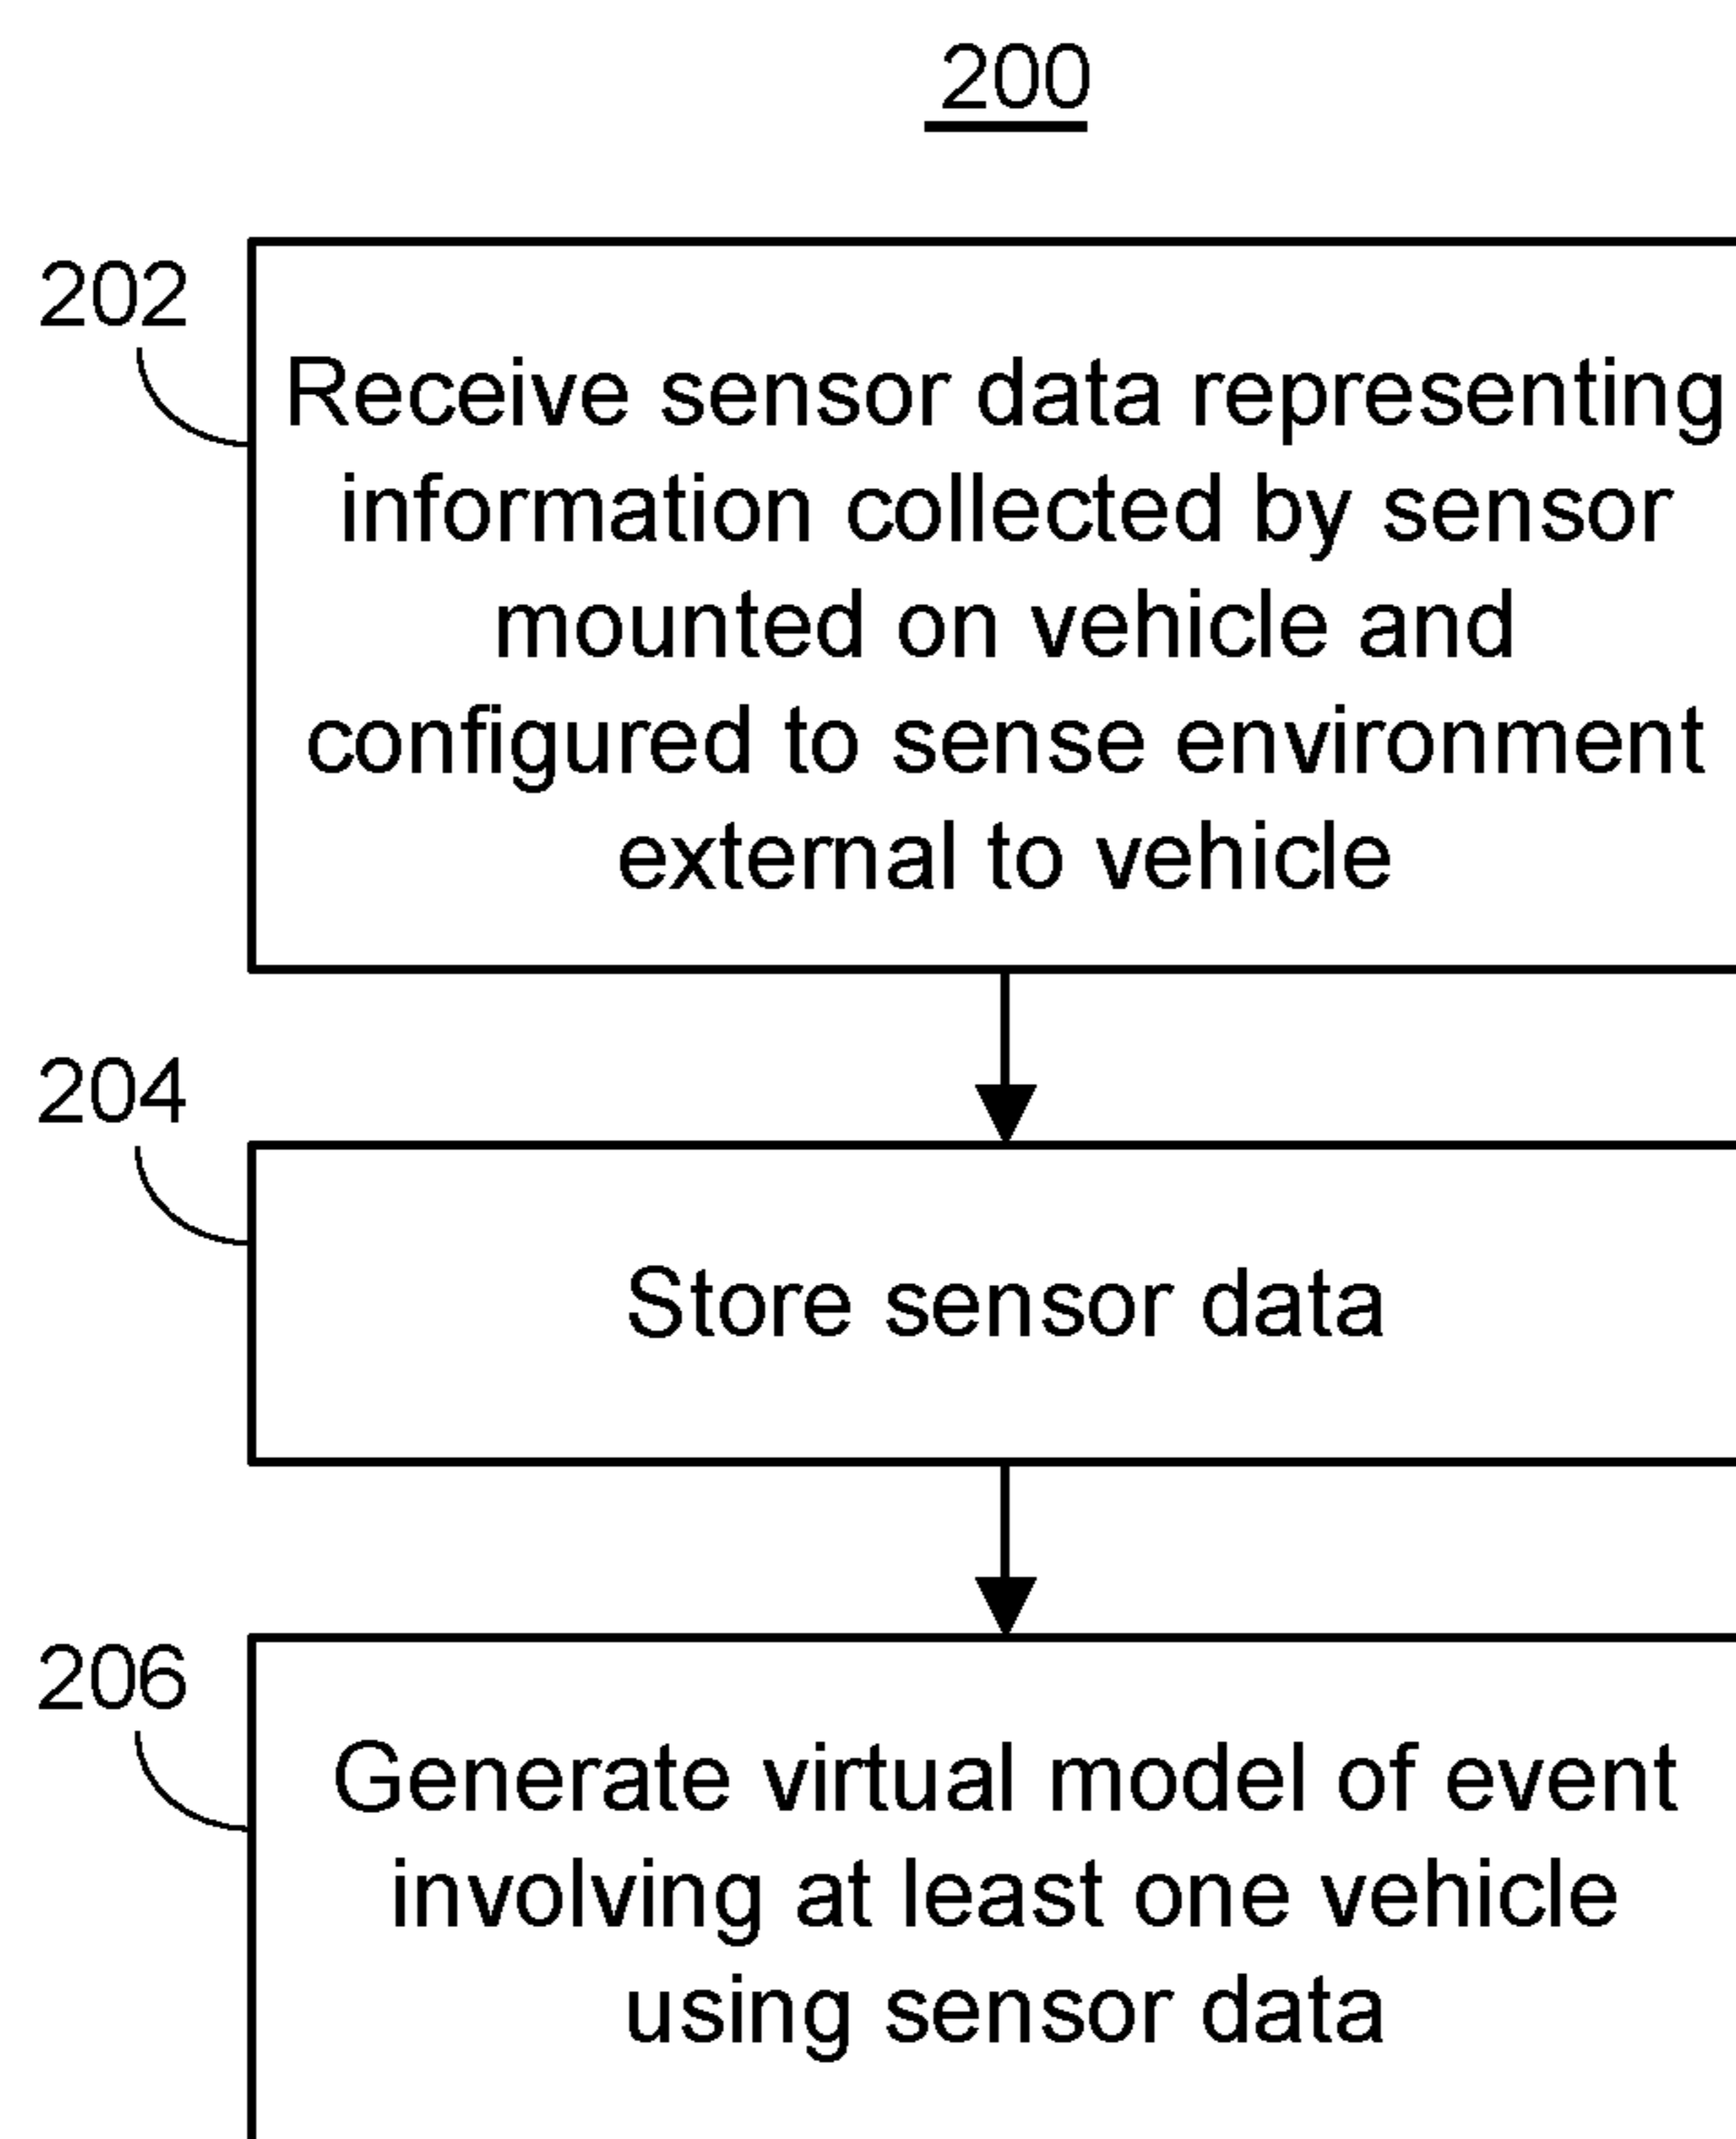 200
202
Receive sensor data representing
information collected by sensor
mounted on vehicle and
configured to sense environment
external to vehicle
204
Store sensor data
206
Generate virtual model of event
involving at least one vehicle
using sensor data